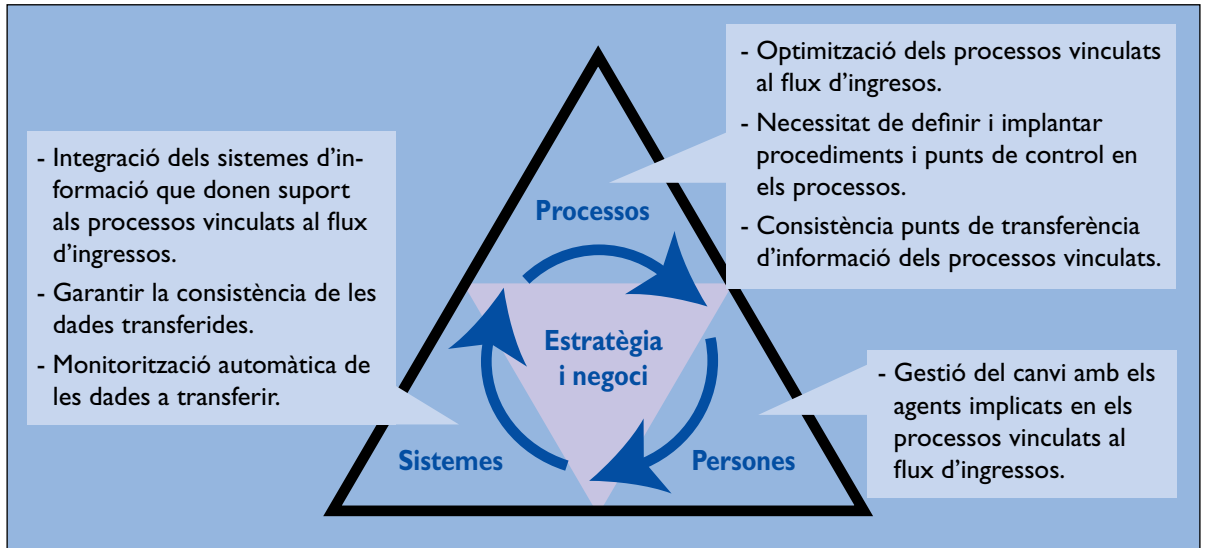 - Integració dels sistemes d'in-
formació que donen suport
als processos vinculats al flux
d'ingressos.
- Garantir la consistència de les
dades transferides.
- Monitorització automàtica de
les dades a transferir.
- Optimització dels processos vinculats
al flux d'ingresos.
- Necessitat de definir i implantar
procediments i punts de control en
els processos.
- Consistència punts de transferència
d'informació dels processos vinculats.
Processos
Estratègia
i negoci
Sistemes
Persones
- Gestió del canvi amb els
agents implicats en els
processos vinculats al
flux d'ingressos.